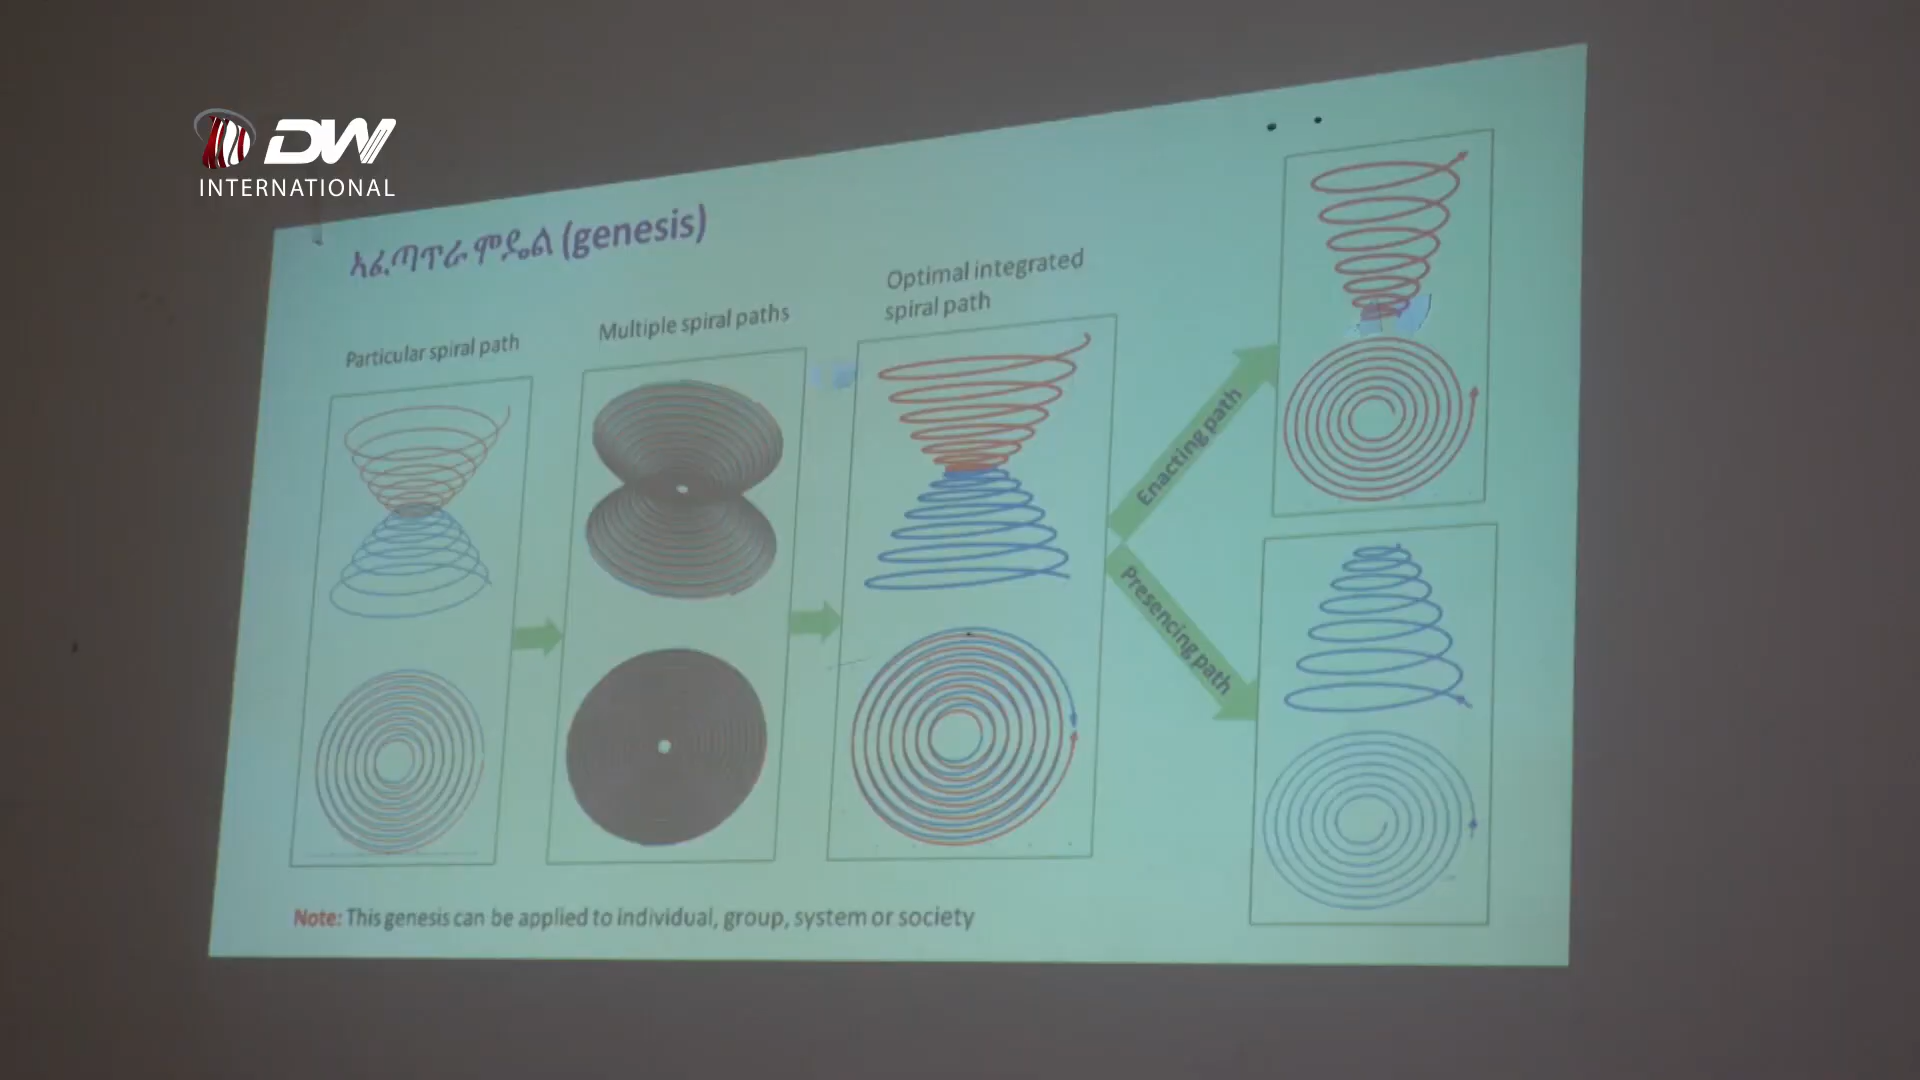 DW
INTERNATIONAL
ኣፈጣጥራ ሞዴል (genesis)
Particular spiral path
Multiple spiral paths
Optimal integrated
spiral path
Enacting path
Presencing path
Note: This genesis can be applied to individual, group, system or society